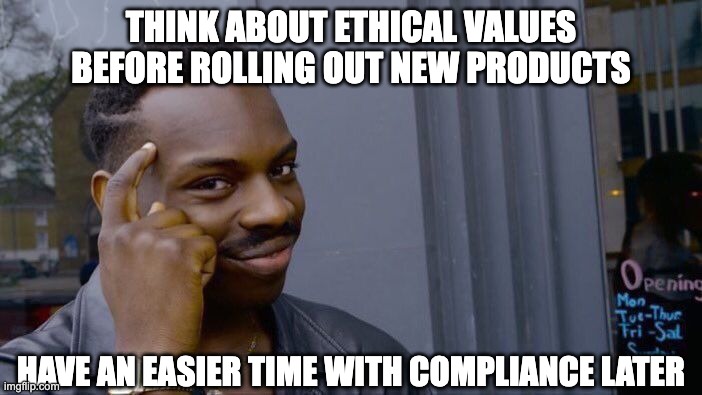 THINK ABOUT ETHICAL VALUES
BEFORE ROLLING OUT NEW PRODUCTS
Opening
Mon
Tue-Thur
Fri-Sat
HAVE AN EASIER TIME WITH COMPLIANCE LATER
imgflip.com